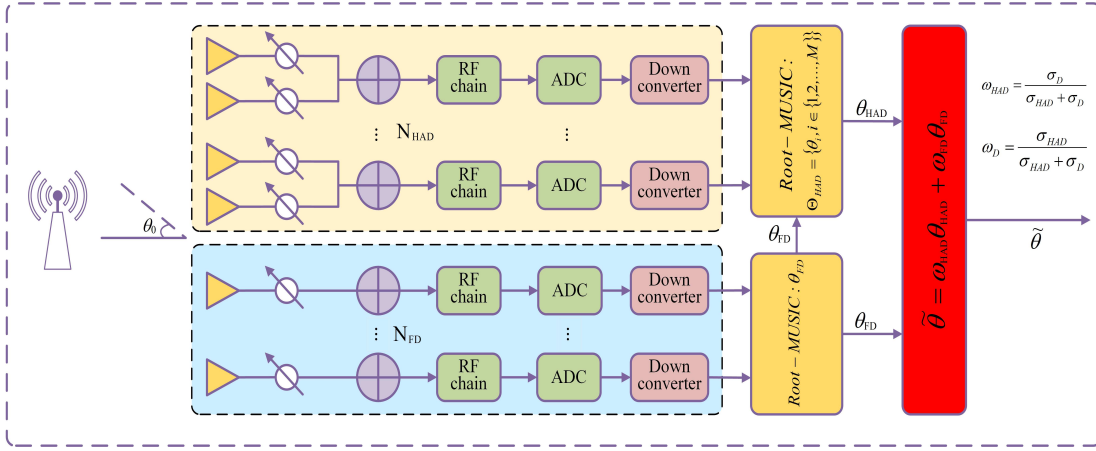 θ₀
RF
chain
ADC
Down
converter
⋮ N_HAD ⋮
RF
chain
ADC
Down
converter
RF
chain
ADC
Down
converter
⋮ N_FD ⋮
RF
chain
ADC
Down
converter
Root−MUSIC:
Θ_HAD = {θ_i, i ∈ {1,2,...,M}}
θ_FD
Root−MUSIC: θ_FD
θ_HAD
θ_FD
θ̃ = ω_HAD θ_HAD + ω_FD θ_FD
ω_HAD = σ_D / (σ_HAD + σ_D)
ω_D = σ_HAD / (σ_HAD + σ_D)
θ̃